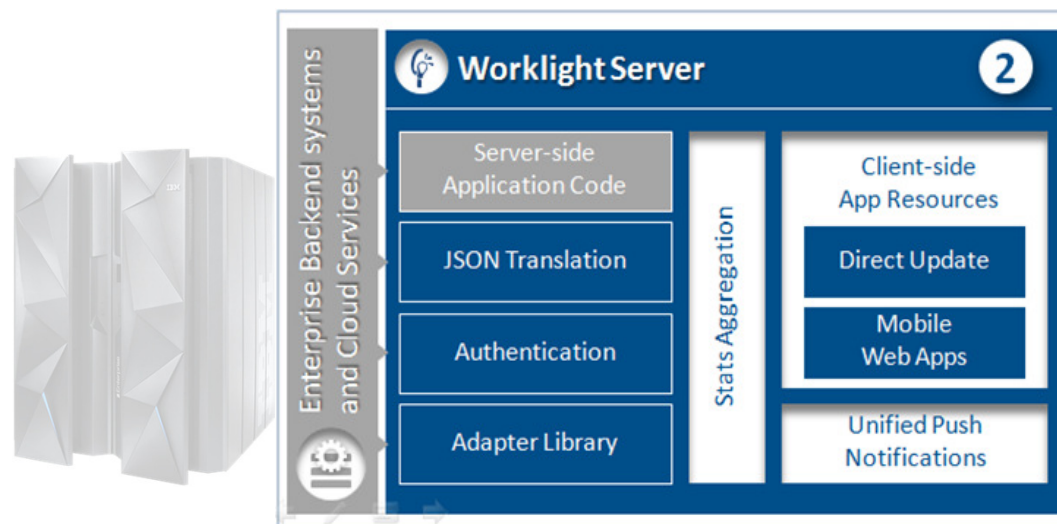 Enterprise Backend systems
and Cloud Services
Worklight Server
2
Server-side
Application Code
JSON Translation
Authentication
Adapter Library
Stats Aggregation
Client-side
App Resources
Direct Update
Mobile
Web Apps
Unified Push
Notifications
IBM